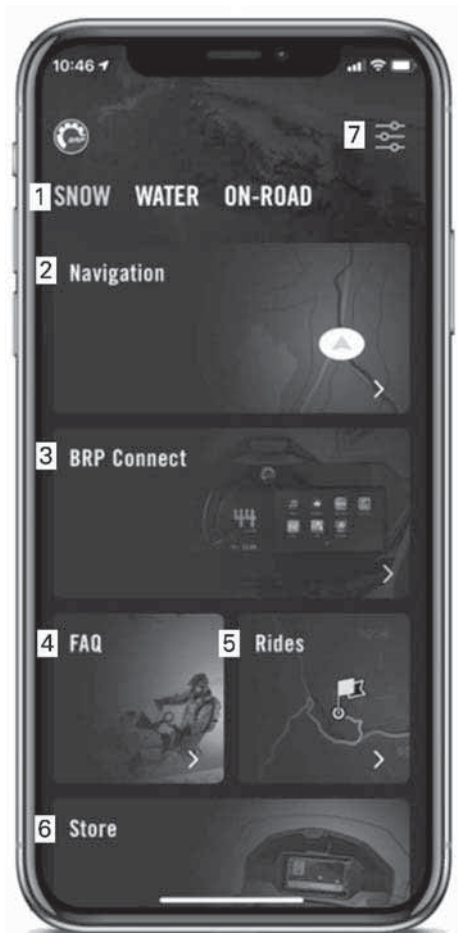 10:46
7
1 SNOW WATER ON-ROAD
2 Navigation
3 BRP Connect
4 FAQ
5 Rides
6 Store